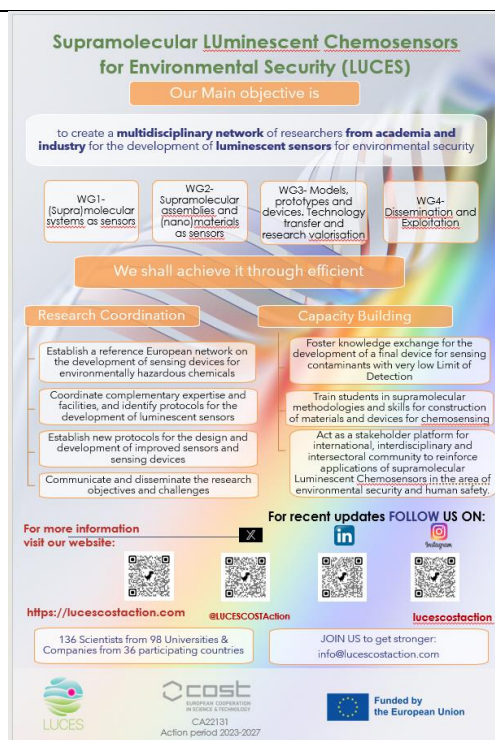 Supramolecular LUminescent Chemosensors
for Environmental Security (LUCES)
Our Main objective is
to create a multidisciplinary network of researchers from academia and
industry for the development of luminescent sensors for environmental security
WG1-
(Supra)molecular
systems as sensors
WG2-
Supramolecular
assemblies and
(nano)materials
as sensors
WG3- Models,
prototypes and
devices. Technology
transfer and
research valorisation
WG4-
Dissemination and
Exploitation
We shall achieve it through efficient
Research Coordination
Establish a reference European network on
the development of sensing devices for
environmentally hazardous chemicals
Coordinate complementary expertise and
facilities, and identify protocols for the
development of luminescent sensors
Establish new protocols for the design and
development of improved sensors and
sensing devices
Communicate and disseminate the research
objectives and challenges
Capacity Building
Foster knowledge exchange for the
development of a final device for sensing
contaminants with very low Limit of
Detection
Train students in supramolecular
methodologies and skills for construction
of materials and devices for chemosensing
Act as a stakeholder platform for
international, interdisciplinary and
intersectoral community to reinforce
applications of supramolecular
Luminescent Chemosensors in the area of
environmental security and human safety.
For more information
visit our website:
For recent updates FOLLOW US ON:
X
in
Instagram
https://lucescostaction.com
@LUCESCOSTAction
lucescostaction
136 Scientists from 98 Universities &
Companies from 36 participating countries
JOIN US to get stronger:
info@lucescostaction.com
LUCES
cost
EUROPEAN COOPERATION
IN SCIENCE & TECHNOLOGY
CA22131
Action period 2023-2027
Funded by
the European Union